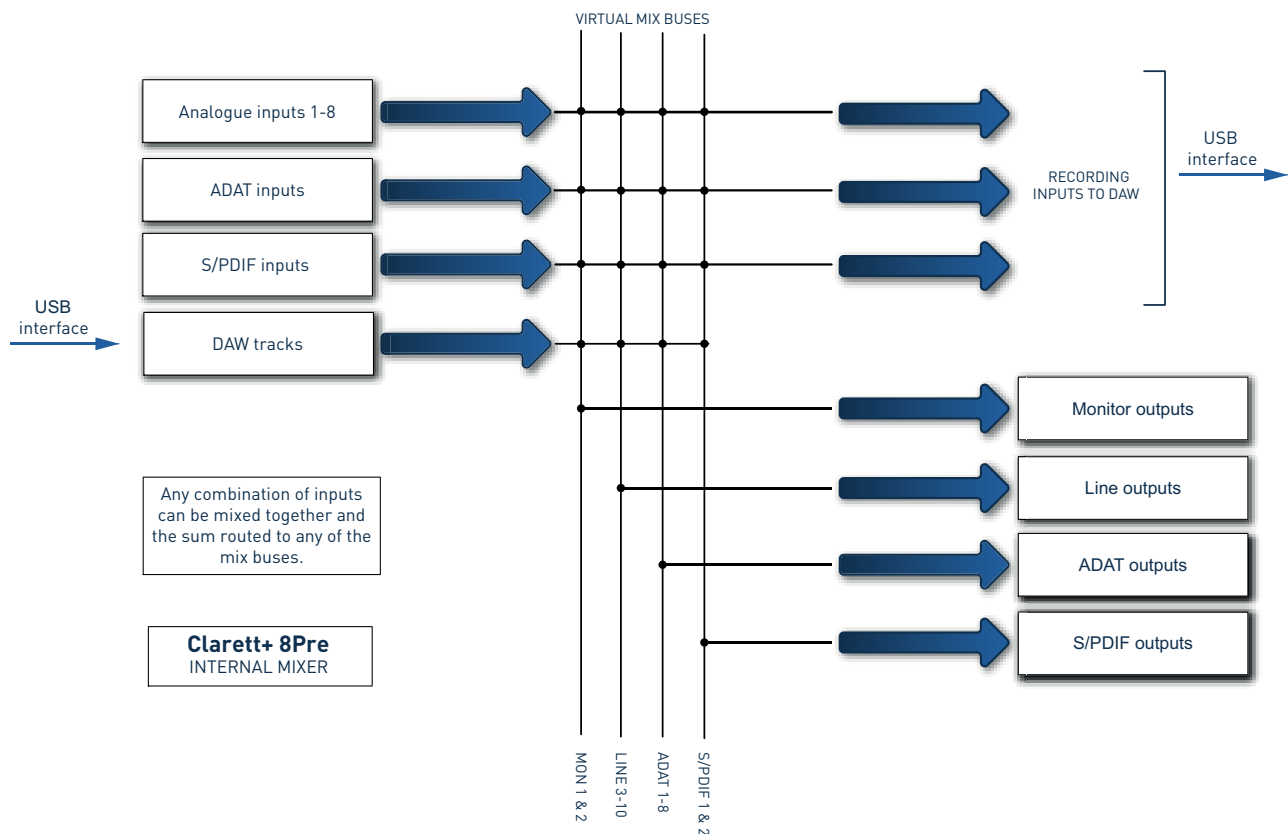 VIRTUAL MIX BUSES
Analogue inputs 1-8
ADAT inputs
S/PDIF inputs
DAW tracks
USB
interface
RECORDING
INPUTS TO DAW
USB
interface
Monitor outputs
Line outputs
ADAT outputs
S/PDIF outputs
Any combination of inputs
can be mixed together and
the sum routed to any of the
mix buses.
Clarett+ 8Pre
INTERNAL MIXER
MON 1 & 2
LINE 3-10
ADAT 1-8
S/PDIF 1 & 2